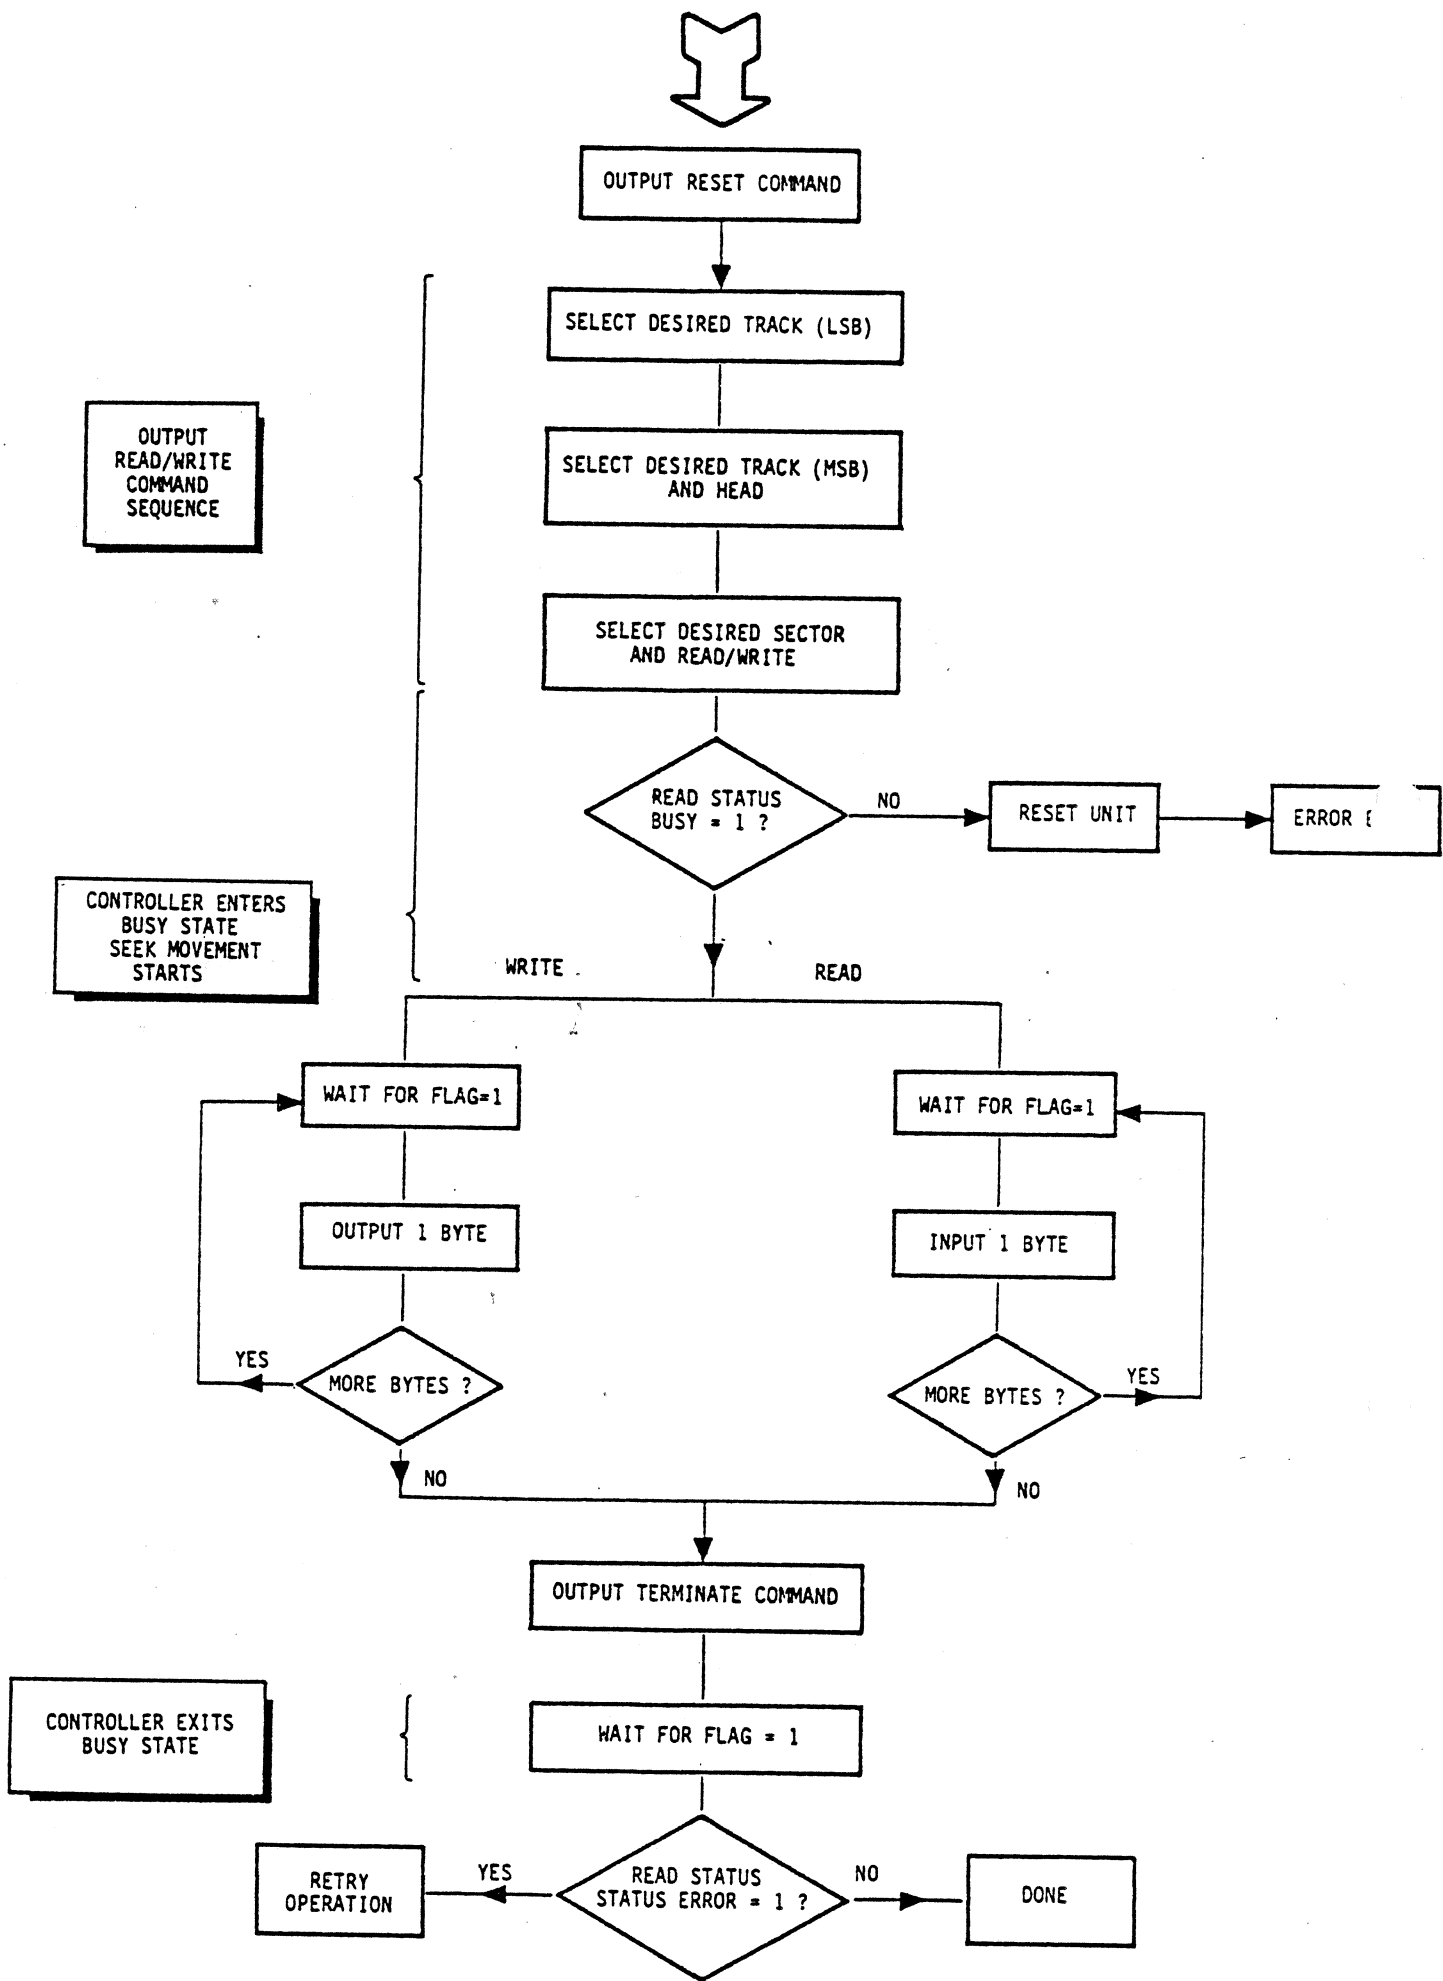 OUTPUT RESET COMMAND
SELECT DESIRED TRACK (LSB)
OUTPUT
READ/WRITE
COMMAND
SEQUENCE
SELECT DESIRED TRACK (MSB)
AND HEAD
SELECT DESIRED SECTOR
AND READ/WRITE
READ STATUS
BUSY = 1 ?
NO
RESET UNIT
ERROR
CONTROLLER ENTERS
BUSY STATE
SEEK MOVEMENT
STARTS
WRITE
READ
WAIT FOR FLAG=1
WAIT FOR FLAG=1
OUTPUT 1 BYTE
INPUT 1 BYTE
YES
MORE BYTES ?
MORE BYTES ?
YES
NO
NO
OUTPUT TERMINATE COMMAND
CONTROLLER EXITS
BUSY STATE
WAIT FOR FLAG = 1
RETRY
OPERATION
YES
READ STATUS
STATUS ERROR = 1 ?
NO
DONE